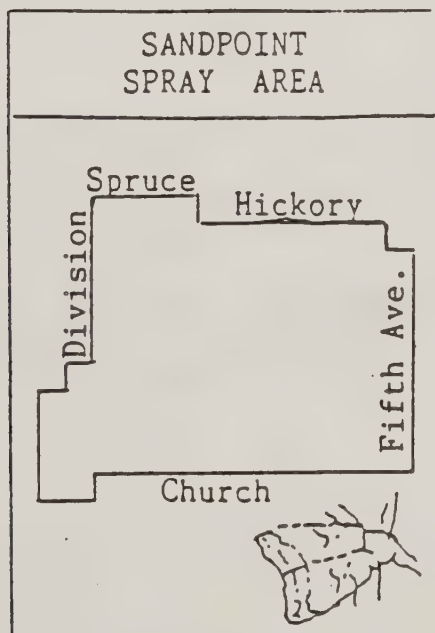 SANDPOINT
SPRAY AREA
Spruce
Hickory
Division
Fifth Ave.
Church